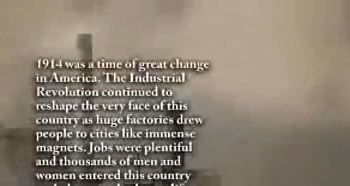 1914 was a time of great change
in America. The Industrial
Revolution continued to
reshape the very face of this
country as huge factories drew
people to cities like immense
magnets. Jobs were plentiful
and thousands of men and
women entered this country